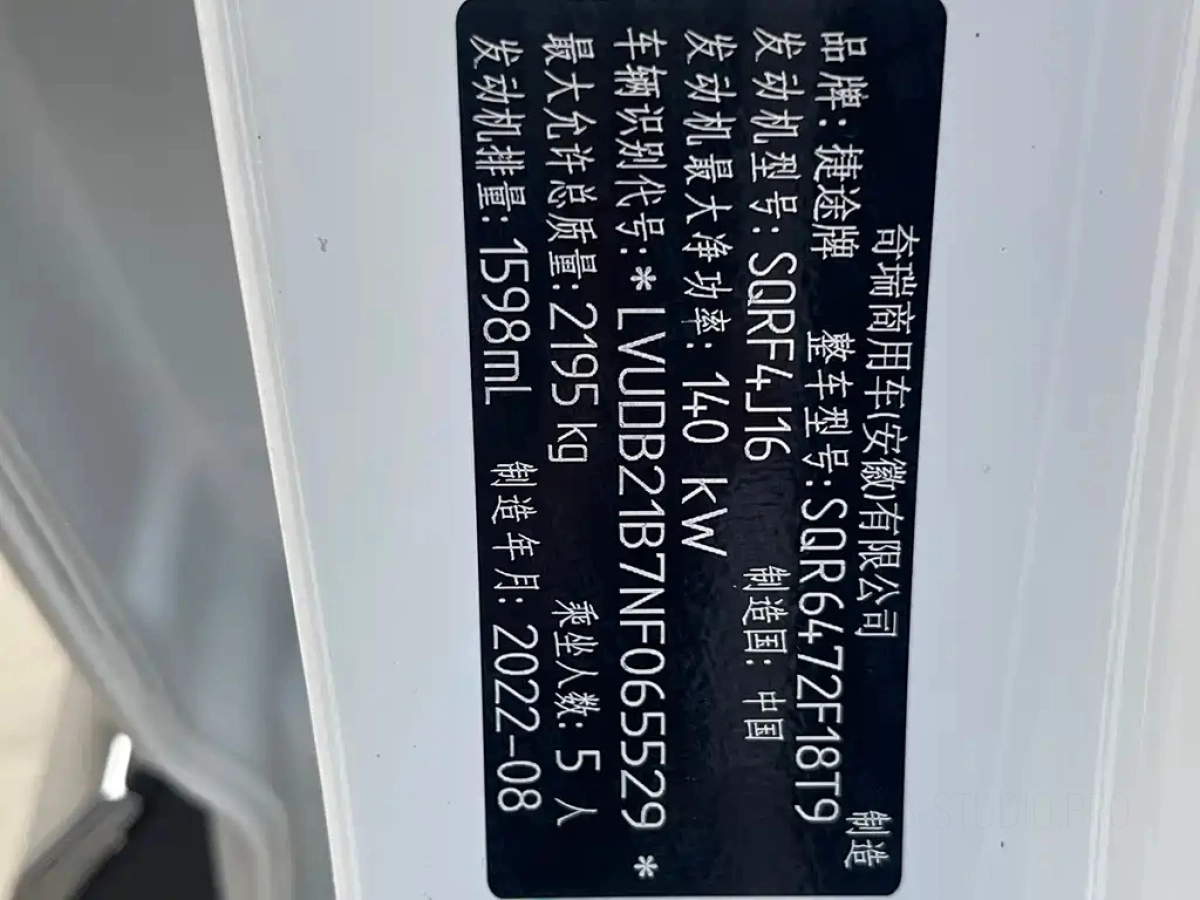 奇瑞商用车(安徽)有限公司 制造
品牌: 捷途牌 整车型号:SQR6472F18T9
发动机型号: SQRF4J16 制造国: 中国
发动机最大净功率: 140 kW
车辆识别代号:* LVUDB21B7NF065529 *
最大允许总质量:2195 kg 乘坐人数: 5 人
发动机排量: 1598ml 制造年月: 2022-08